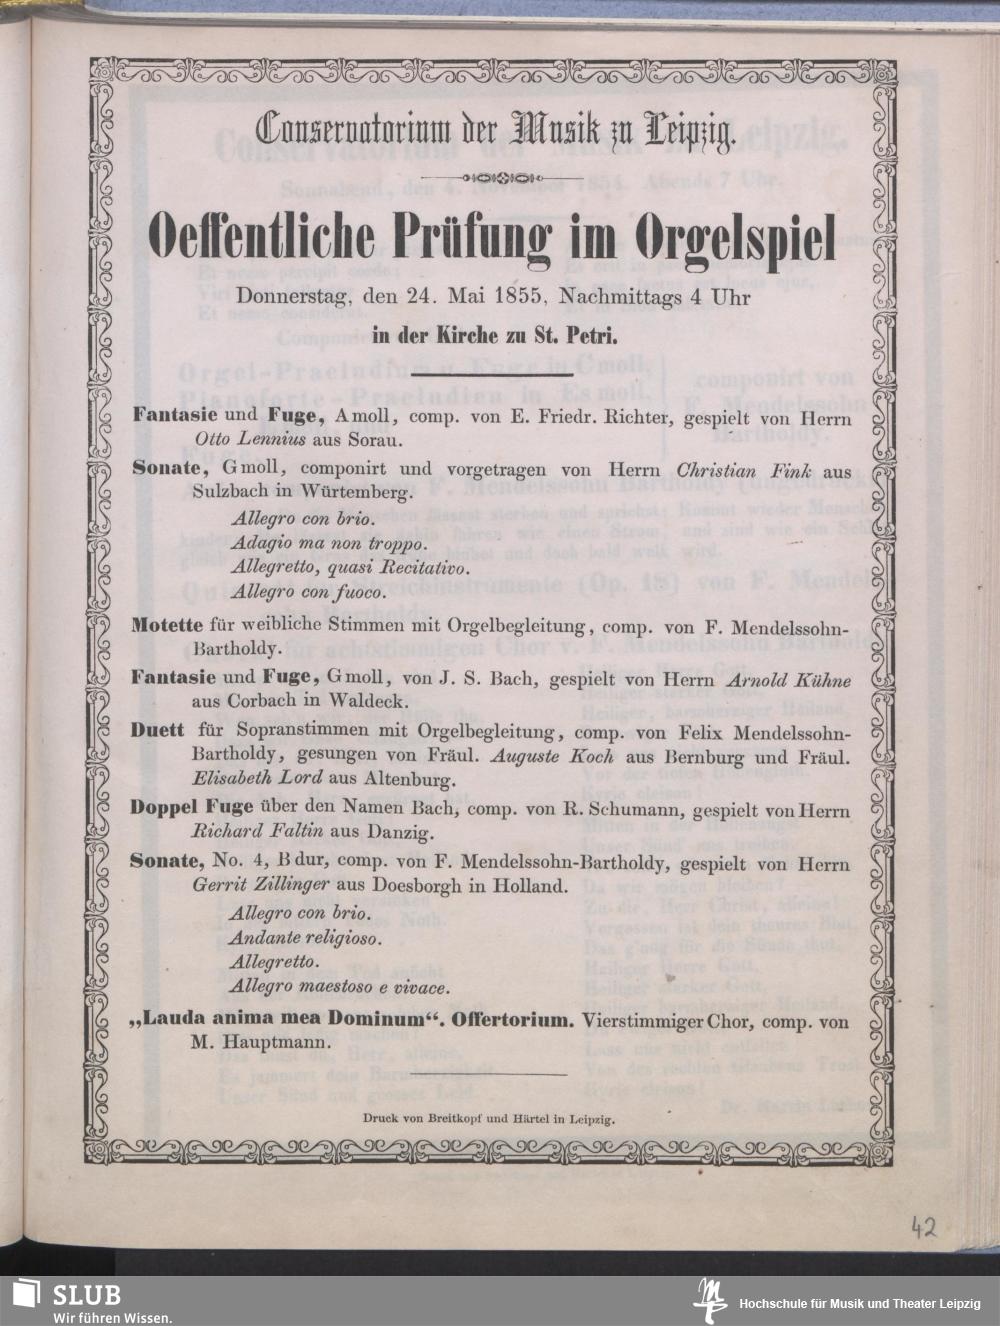 Conservatorium der Musik zu Leipzig.
Oeffentliche Prüfung im Orgelspiel
Donnerstag, den 24. Mai 1855, Nachmittags 4 Uhr
in der Kirche zu St. Petri.
Fantasie und Fuge, A moll, comp. von E. Friedr. Richter, gespielt von Herrn
Otto Lennius aus Sorau.
Sonate, G moll, componirt und vorgetragen von Herrn Christian Fink aus
Sulzbach in Würtemberg.
Allegro con brio.
Adagio ma non troppo.
Allegretto, quasi Recitativo.
Allegro con fuoco.
Motette für weibliche Stimmen mit Orgelbegleitung, comp. von F. Mendelssohn-
Bartholdy.
Fantasie und Fuge, G moll, von J. S. Bach, gespielt von Herrn Arnold Kühne
aus Corbach in Waldeck.
Duett für Sopranstimmen mit Orgelbegleitung, comp. von Felix Mendelssohn-
Bartholdy, gesungen von Fräul. Auguste Koch aus Bernburg und Fräul.
Elisabeth Lord aus Altenburg.
Doppel Fuge über den Namen Bach, comp. von R. Schumann, gespielt von Herrn
Richard Faltin aus Danzig.
Sonate, No. 4, B dur, comp. von F. Mendelssohn-Bartholdy, gespielt von Herrn
Gerrit Zillinger aus Doesborgh in Holland.
Allegro con brio.
Andante religioso.
Allegretto.
Allegro maestoso e vivace.
„Lauda anima mea Dominum“. Offertorium. Vierstimmiger Chor, comp. von
M. Hauptmann.
Druck von Breitkopf und Härtel in Leipzig.
42
SLUB
Wir führen Wissen.
Hochschule für Musik und Theater Leipzig